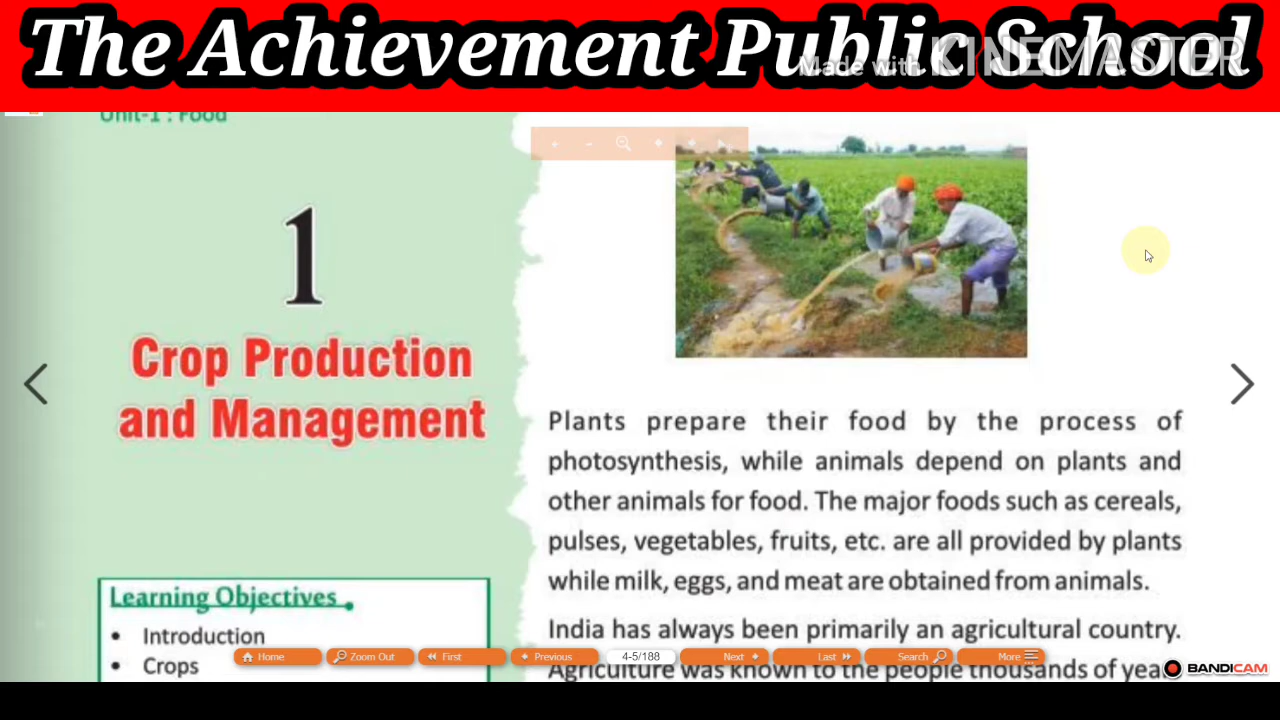 The Achievement Public School
Made with KINEMASTER
Unit-1 : Food
1
Crop Production
and Management
Learning Objectives
• Introduction
• Crops
Plants prepare their food by the process of
photosynthesis, while animals depend on plants and
other animals for food. The major foods such as cereals,
pulses, vegetables, fruits, etc. are all provided by plants
while milk, eggs, and meat are obtained from animals.
India has always been primarily an agricultural country.
Agriculture was known to the people thousands of
Home Zoom Out First Previous 4-5/188 Next Last Search More
BANDICAM